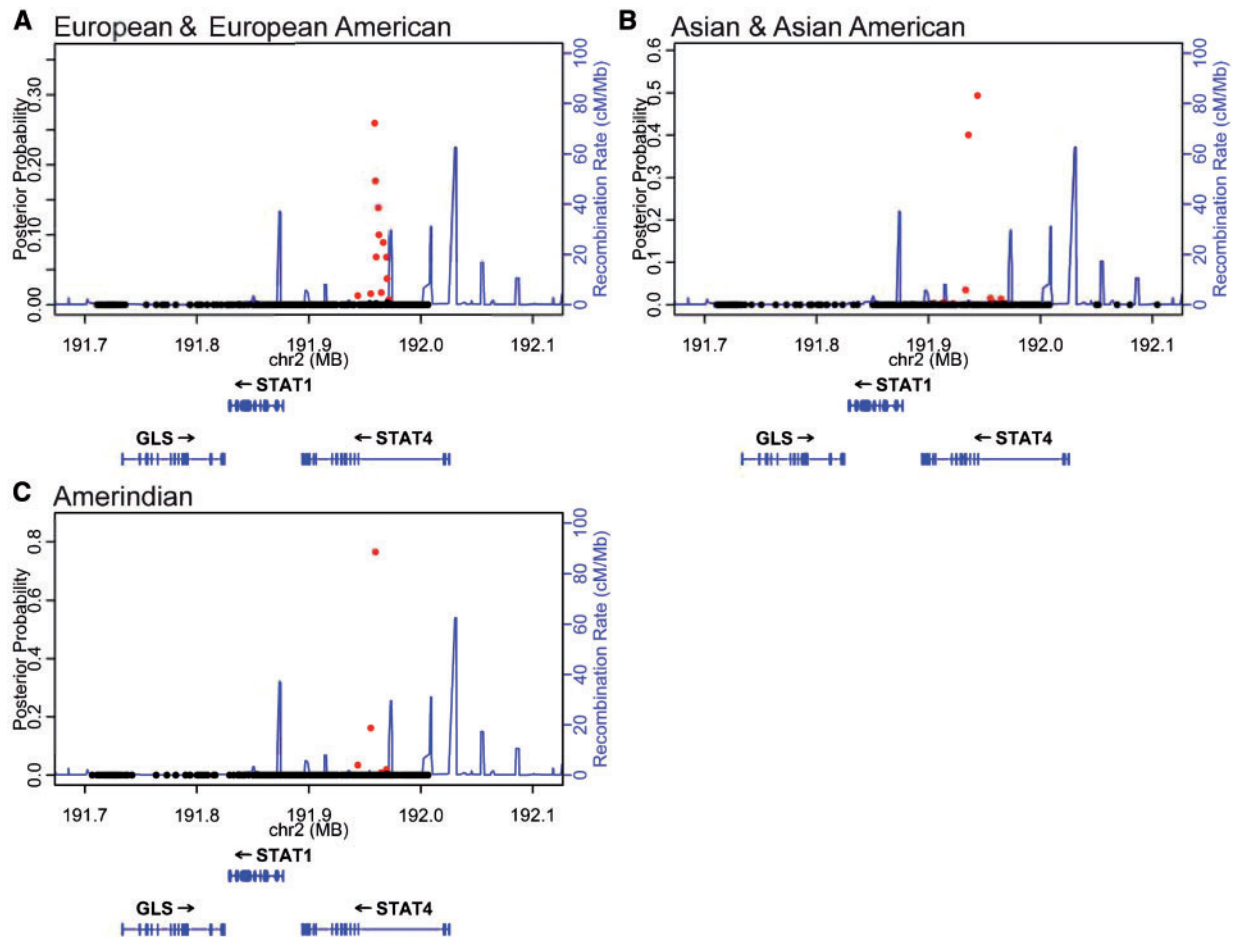 A European & European American
Posterior Probability
0.00 0.10 0.20 0.30
0 20 40 60 80 100
Recombination Rate (cM/Mb)
191.7 191.8 191.9 192.0 192.1
chr2 (MB)
← STAT1
GLS → ← STAT4
B Asian & Asian American
Posterior Probability
0.0 0.1 0.2 0.3 0.4 0.5 0.6
0 20 40 60 80 100
Recombination Rate (cM/Mb)
191.7 191.8 191.9 192.0 192.1
chr2 (MB)
← STAT1
GLS → ← STAT4
C Amerindian
Posterior Probability
0.0 0.2 0.4 0.6 0.8
0 20 40 60 80 100
Recombination Rate (cM/Mb)
191.7 191.8 191.9 192.0 192.1
chr2 (MB)
← STAT1
GLS → ← STAT4